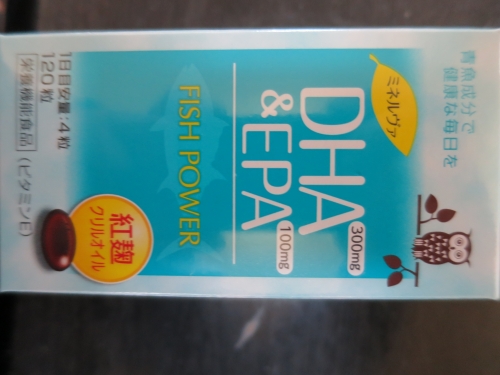 青魚成分で
健康な毎日を
ミネルヴァ
DHA 300mg
&EPA 100mg
FISH POWER
紅麹
クリルオイル
1日目安量:4粒
120粒
栄養機能食品(ビタミンE)